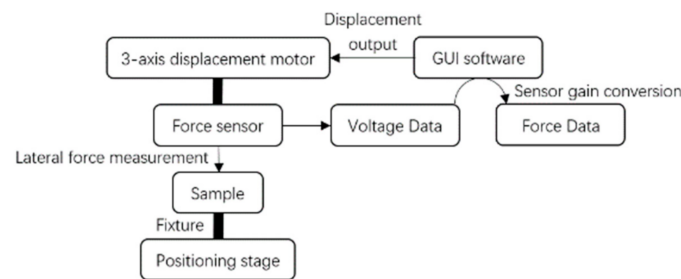 Displacement
output
3-axis displacement motor
GUI software
Sensor gain conversion
Force sensor
Voltage Data
Force Data
Lateral force measurement
Sample
Fixture
Positioning stage